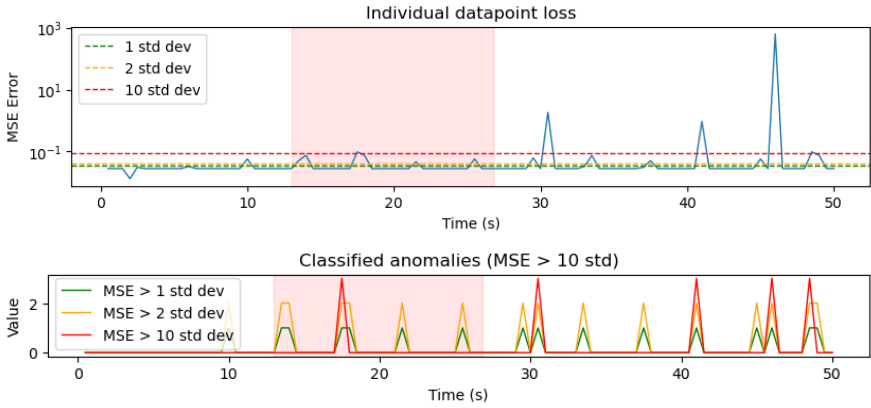 Individual datapoint loss
10³
10¹
10⁻¹
MSE Error
1 std dev
2 std dev
10 std dev
0 10 20 30 40 50
Time (s)
Classified anomalies (MSE > 10 std)
2
0
Value
MSE > 1 std dev
MSE > 2 std dev
MSE > 10 std dev
0 10 20 30 40 50
Time (s)